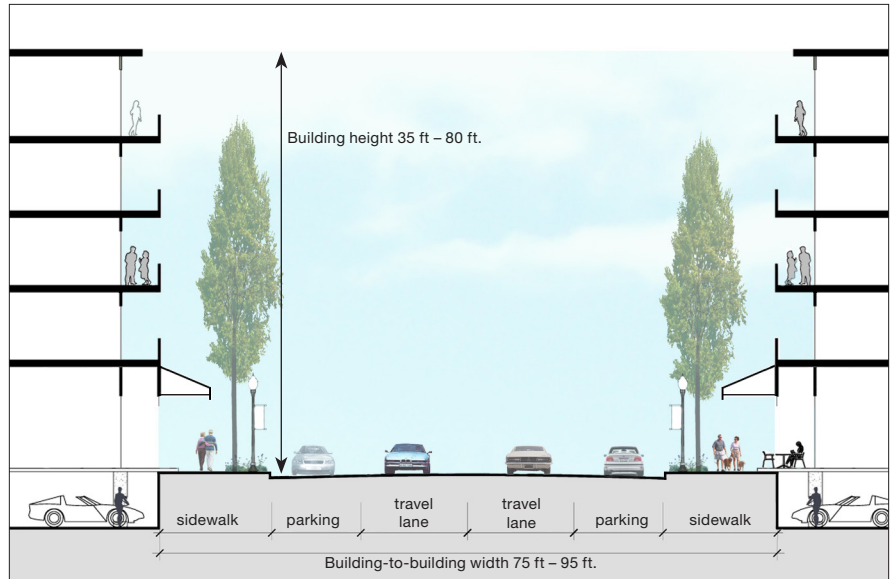 Building height 35 ft – 80 ft.
sidewalk
parking
travel
lane
travel
lane
parking
sidewalk
Building-to-building width 75 ft – 95 ft.